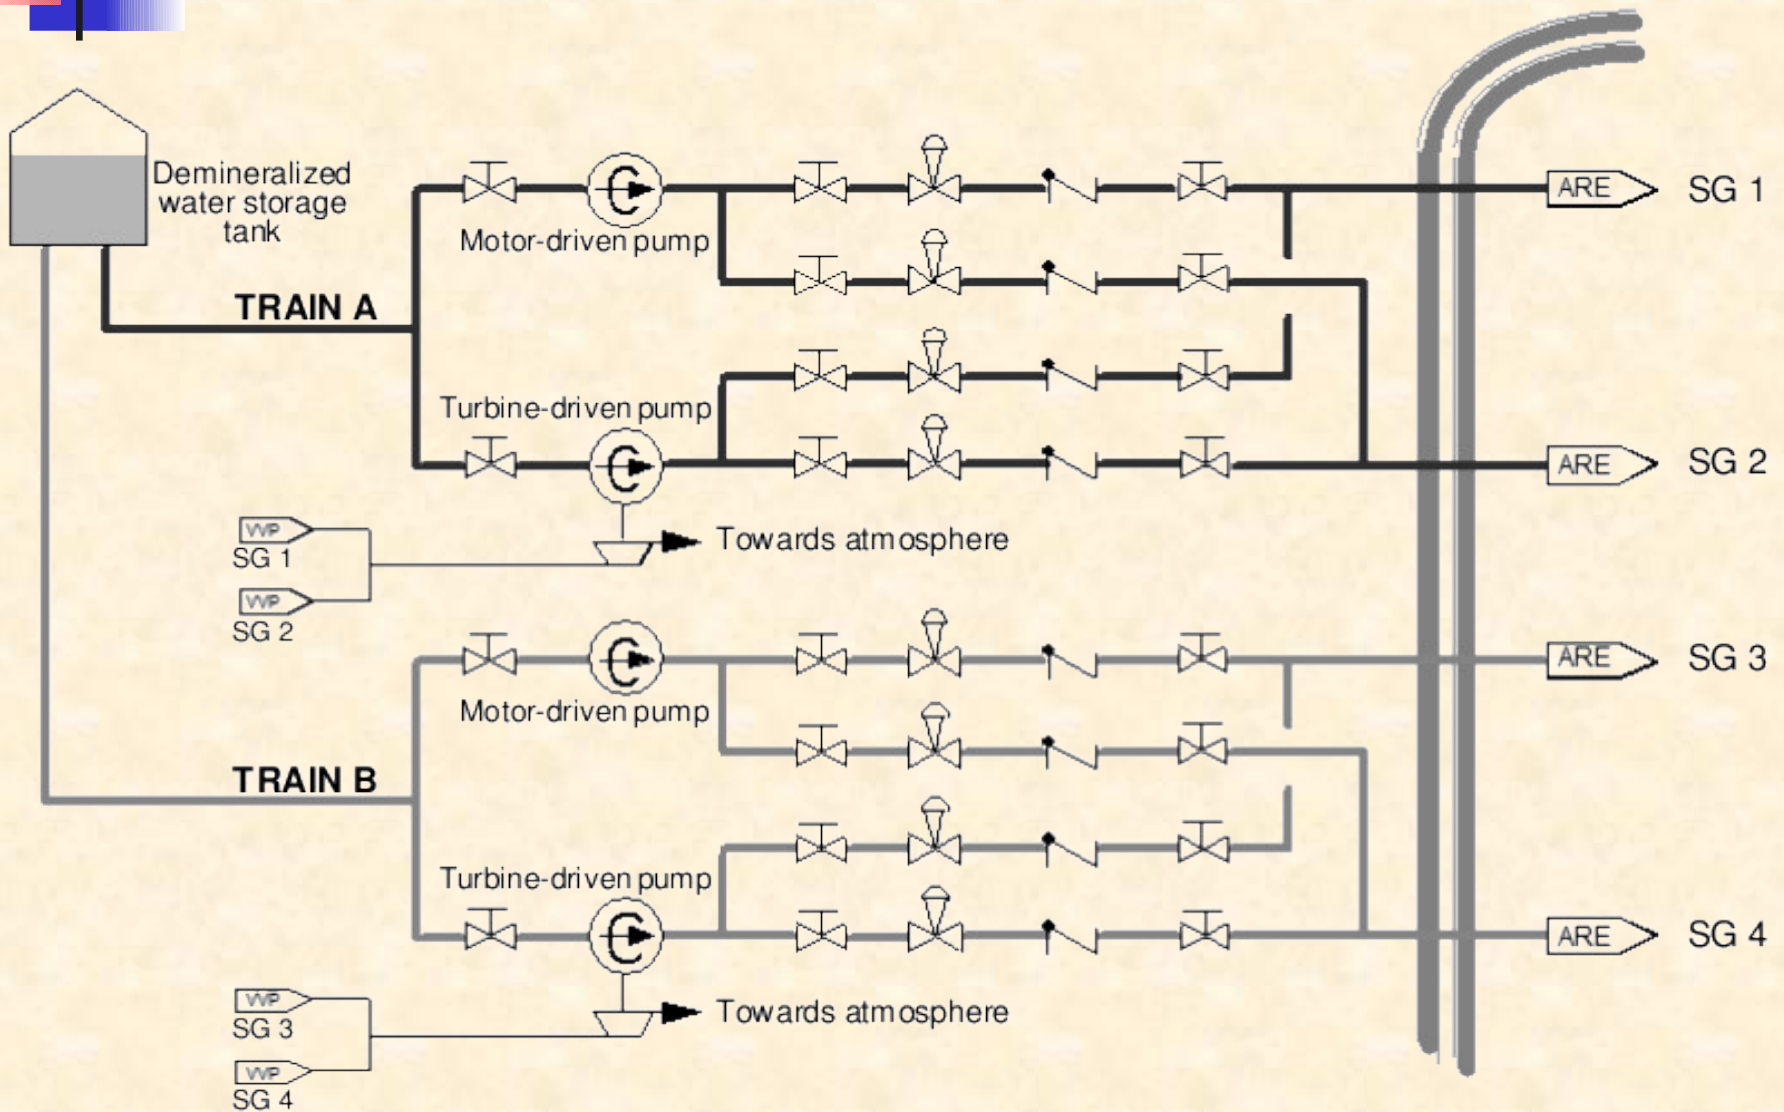 Demineralized
water storage
tank
TRAIN A
Motor-driven pump
ARE
SG 1
Turbine-driven pump
ARE
SG 2
VVP
SG 1
Towards atmosphere
VVP
SG 2
Motor-driven pump
ARE
SG 3
TRAIN B
Turbine-driven pump
ARE
SG 4
VVP
SG 3
Towards atmosphere
VVP
SG 4